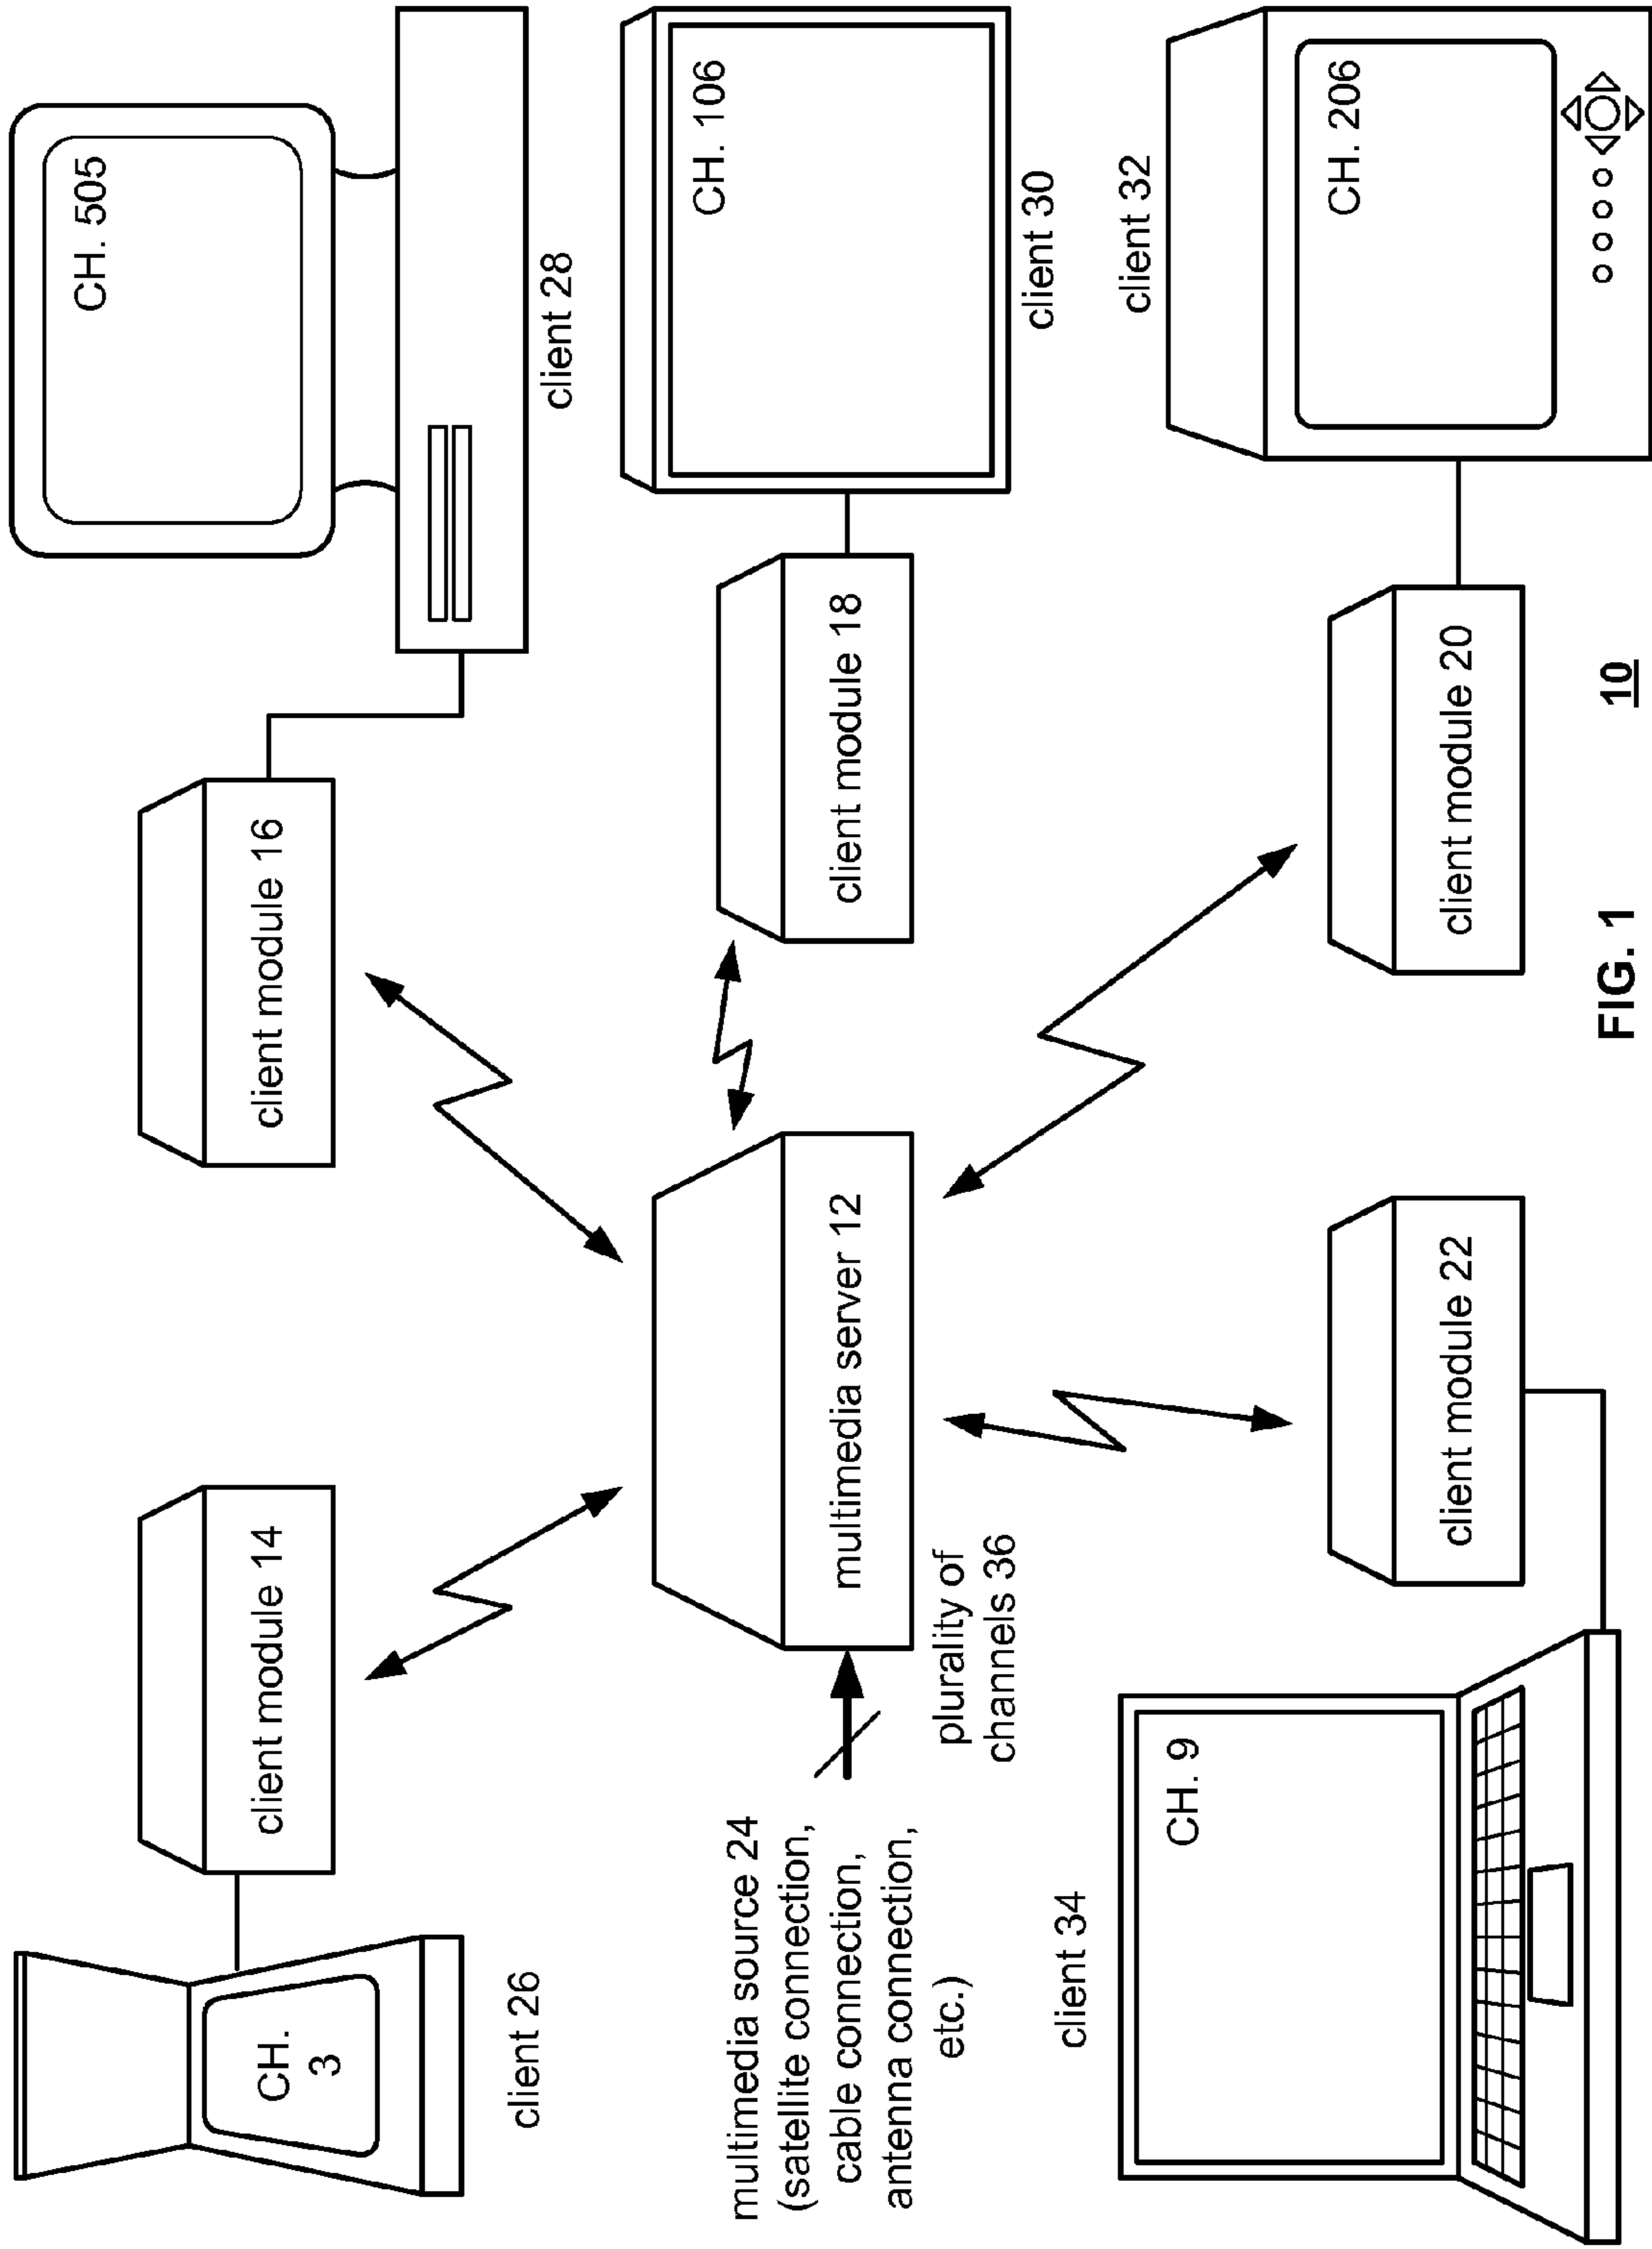 CH.
3
client 26
client module 14
client module 16
CH. 505
client 28
multimedia source 24
(satellite connection,
cable connection,
antenna connection,
etc.)
multimedia server 12
plurality of
channels 36
client module 18
CH. 106
client 30
client 34
CH. 9
client module 22
client module 20
client 32
CH. 206
FIG. 1
10